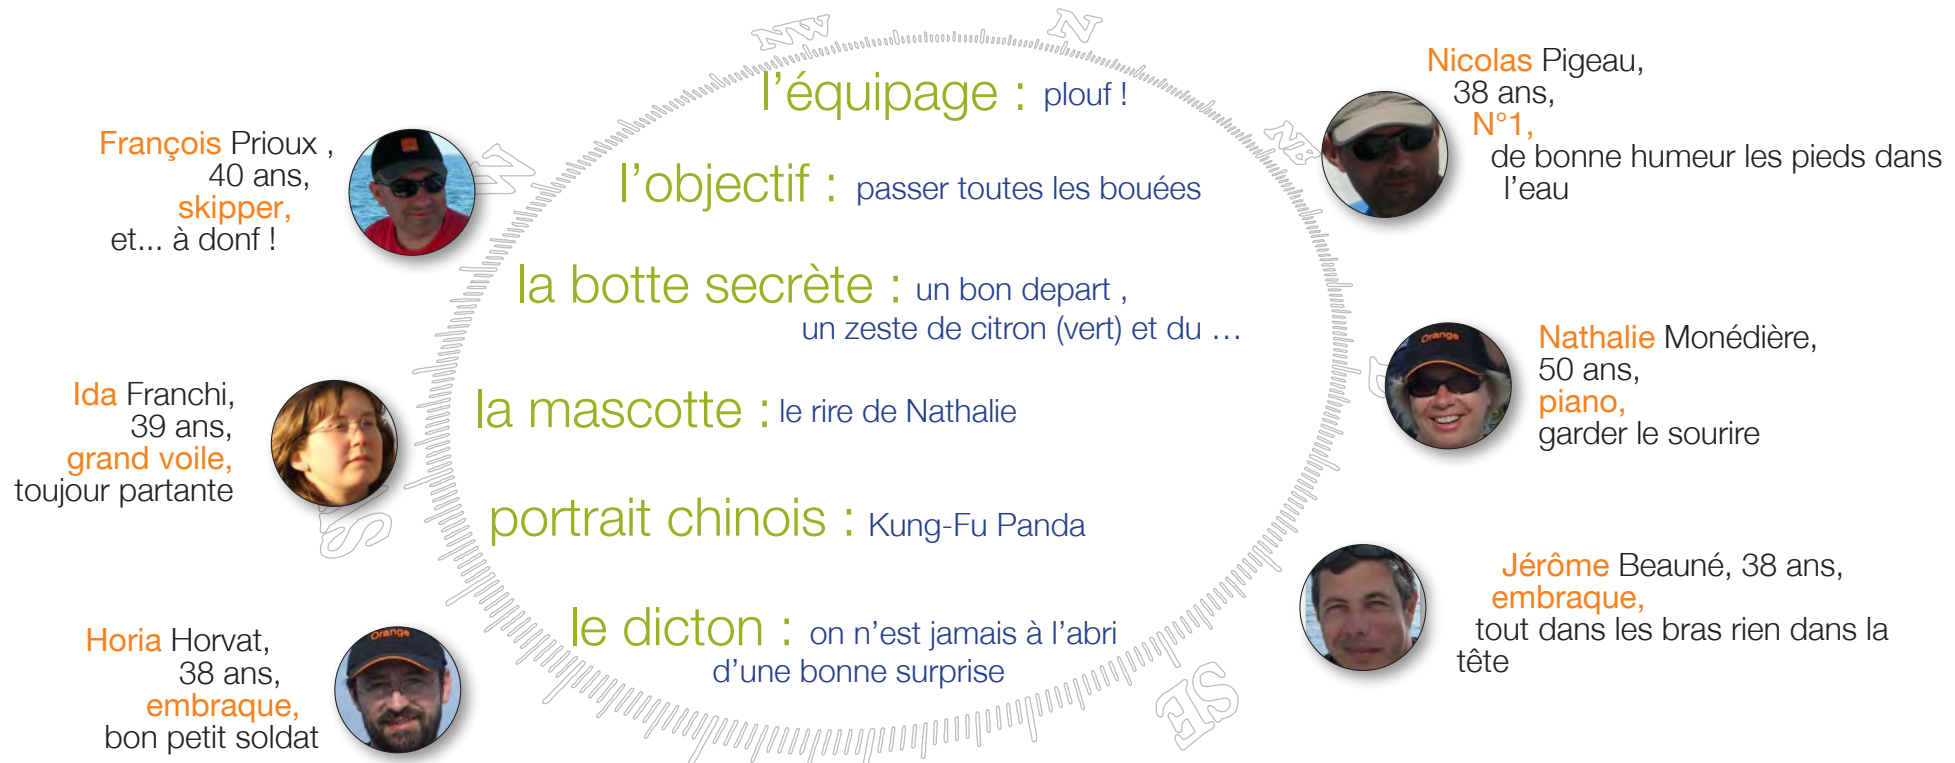 NW
N
l'équipage : plouf !
l'objectif : passer toutes les bouées
la botte secrète : un bon depart ,
un zeste de citron (vert) et du …
la mascotte : le rire de Nathalie
portrait chinois : Kung-Fu Panda
le dicton : on n'est jamais à l'abri
d'une bonne surprise
François Prioux ,
40 ans,
skipper,
et... à donf !
W
Ida Franchi,
39 ans,
grand voile,
toujour partante
Horia Horvat,
38 ans,
embraque,
bon petit soldat
Orange
Nicolas Pigeau,
38 ans,
N°1,
de bonne humeur les pieds dans
l'eau
Orange
Nathalie Monédière,
50 ans,
piano,
garder le sourire
Jérôme Beauné, 38 ans,
embraque,
tout dans les bras rien dans la
tête
SE